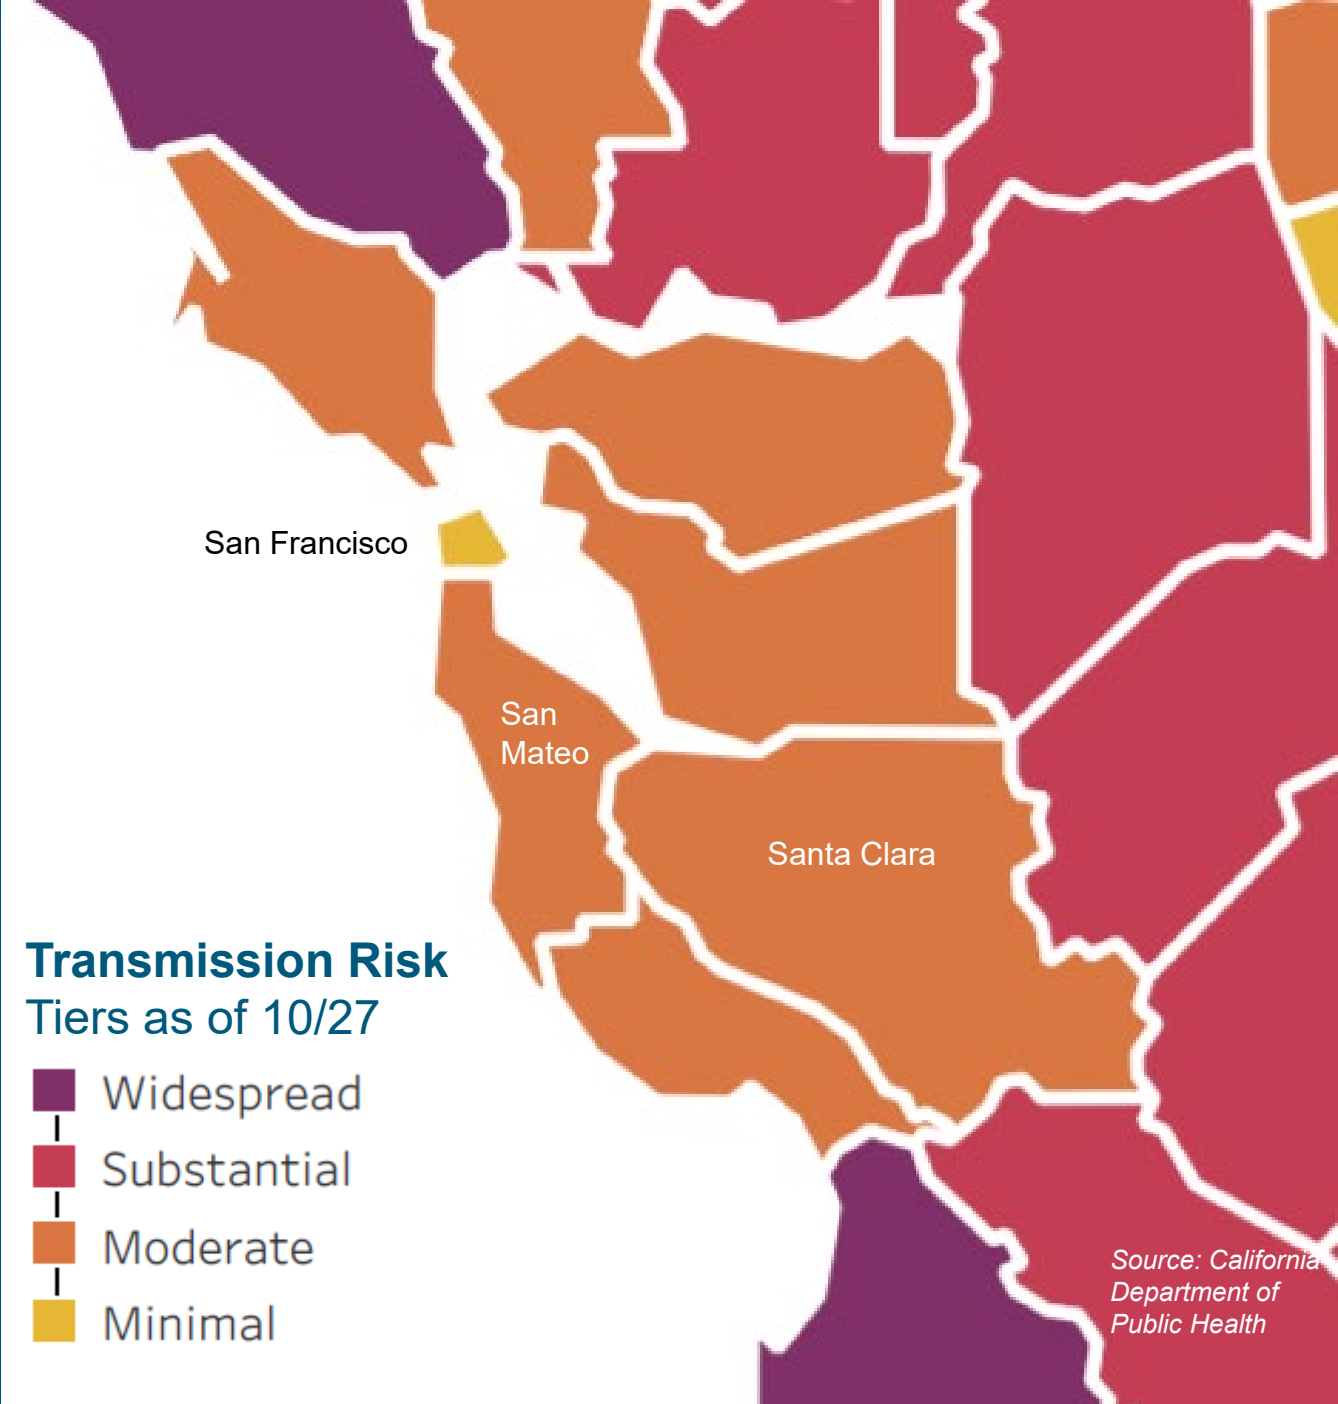 San Francisco
San
Mateo
Santa Clara
Transmission Risk
Tiers as of 10/27
Widespread
Substantial
Moderate
Minimal
Source: California
Department of
Public Health